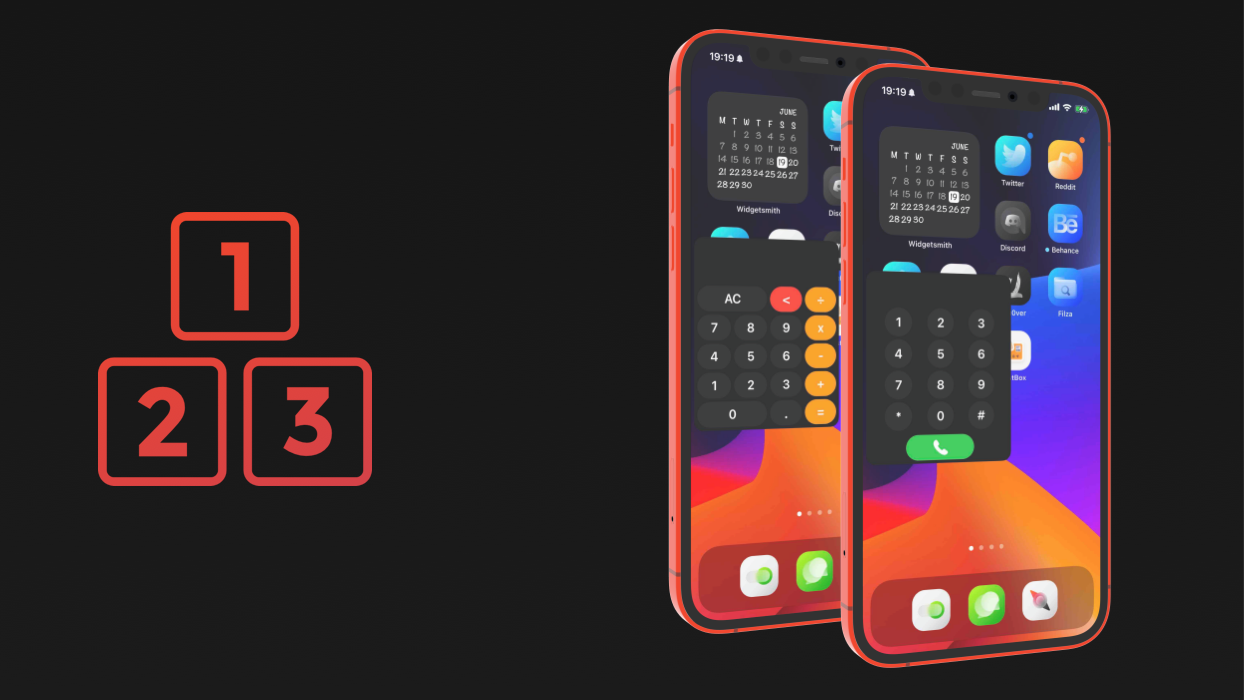 1
2 3
19:19
JUNE
M T W T F S S
1 2 3 4 5 6
7 8 9 10 11 12 13
14 15 16 17 18 19 20
21 22 23 24 25 26 27
28 29 30
Widgetsmith
AC < ÷
7 8 9 x
4 5 6 -
1 2 3 +
0 . =
19:19
JUNE
M T W T F S S
1 2 3 4 5 6
7 8 9 10 11 12 13
14 15 16 17 18 19 20
21 22 23 24 25 26 27
28 29 30
Widgetsmith
Twitter
Reddit
Discord
Bē
Behance
Filza
1 2 3
4 5 6
7 8 9
* 0 #